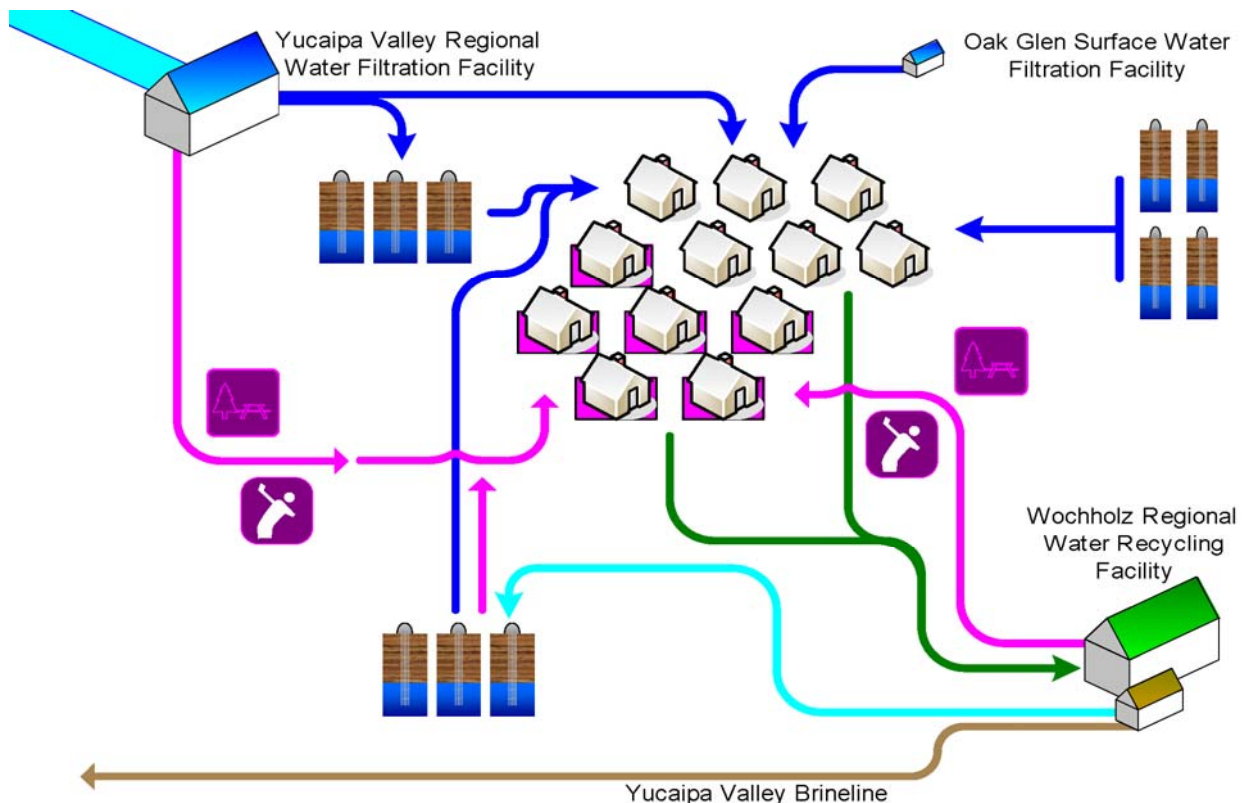 Yucaipa Valley Regional
Water Filtration Facility
Oak Glen Surface Water
Filtration Facility
Wochholz Regional
Water Recycling
Facility
Yucaipa Valley Brineline